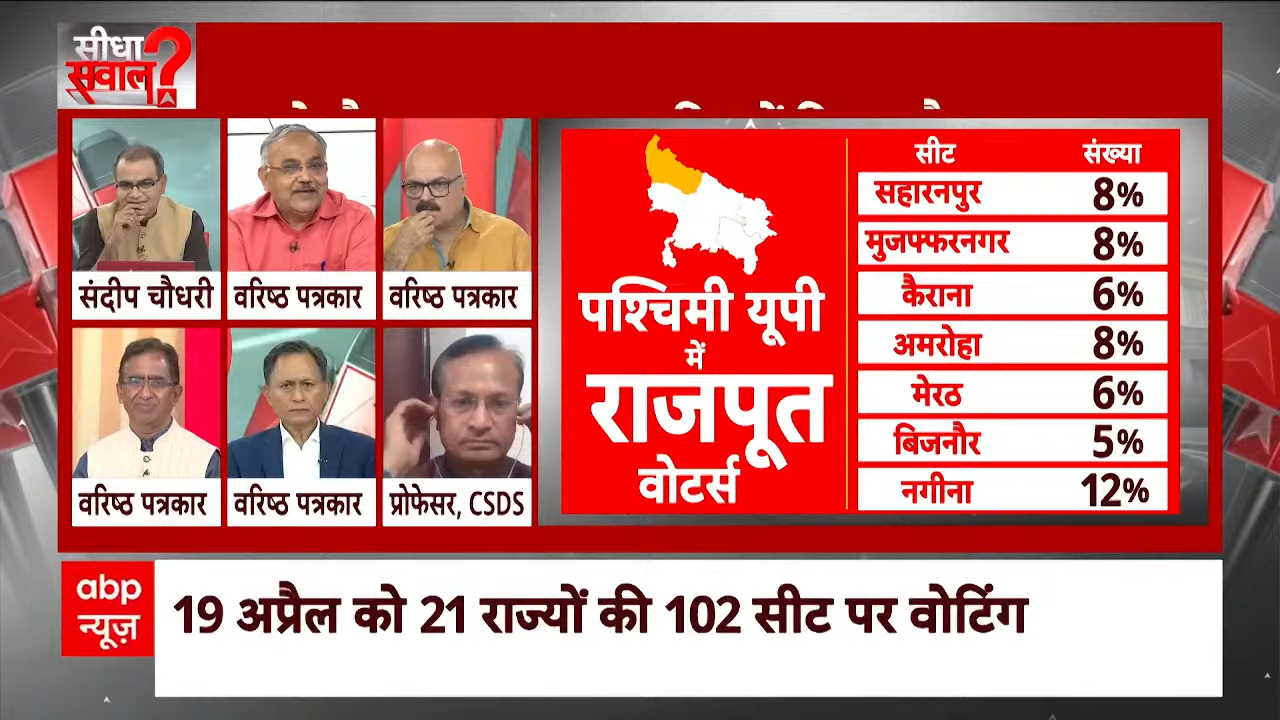 सीधा
सवाल?
संदीप चौधरी
वरिष्ठ पत्रकार
वरिष्ठ पत्रकार
वरिष्ठ पत्रकार
वरिष्ठ पत्रकार
प्रोफेसर, CSDS
पश्चिमी यूपी
में
राजपूत
वोटर्स
सीट संख्या
सहारनपुर 8%
मुजफ्फरनगर 8%
कैराना 6%
अमरोहा 8%
मेरठ 6%
बिजनौर 5%
नगीना 12%
abp
न्यूज़
19 अप्रैल को 21 राज्यों की 102 सीट पर वोटिंग